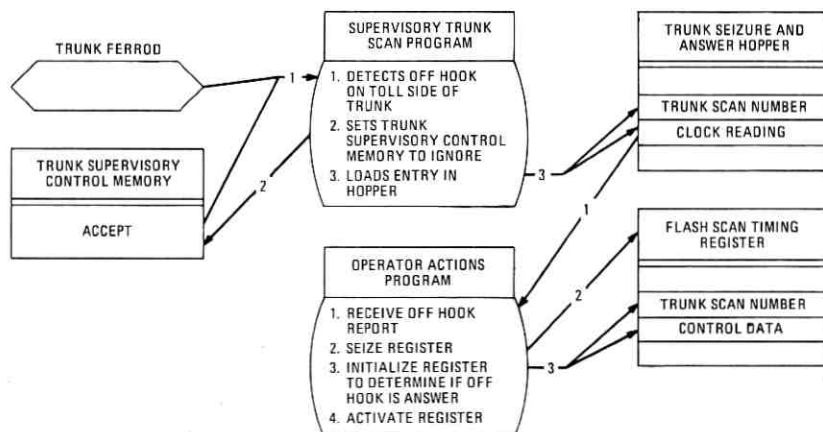 TRUNK FERROD
TRUNK SUPERVISORY
CONTROL MEMORY
ACCEPT
1
2
SUPERVISORY TRUNK
SCAN PROGRAM
1. DETECTS OFF HOOK
ON TOLL SIDE OF
TRUNK
2. SETS TRUNK
SUPERVISORY CONTROL
MEMORY TO IGNORE
3. LOADS ENTRY IN
HOPPER
3
TRUNK SEIZURE AND
ANSWER HOPPER
TRUNK SCAN NUMBER
CLOCK READING
1
OPERATOR ACTIONS
PROGRAM
1. RECEIVE OFF HOOK
REPORT
2. SEIZE REGISTER
3. INITIALIZE REGISTER
TO DETERMINE IF OFF
HOOK IS ANSWER
4. ACTIVATE REGISTER
2
3
FLASH SCAN TIMING
REGISTER
TRUNK SCAN NUMBER
CONTROL DATA